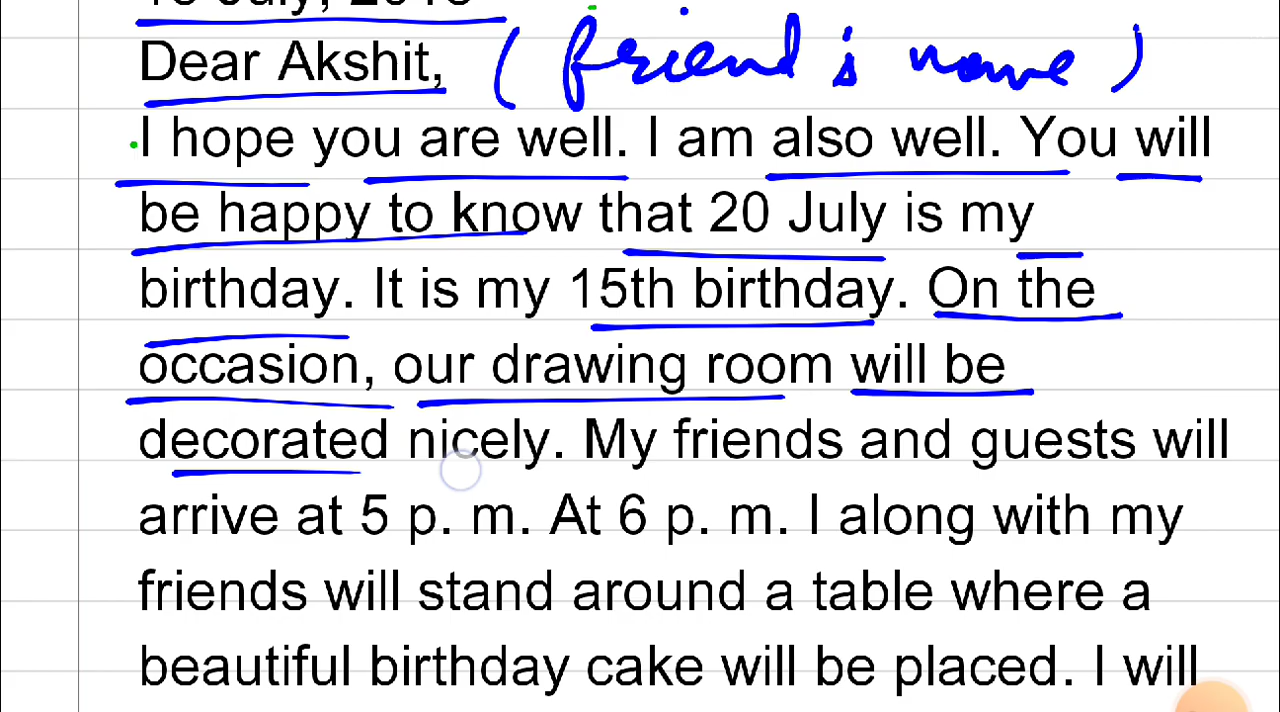 Dear Akshit, (friend's name)
I hope you are well. I am also well. You will
be happy to know that 20 July is my
birthday. It is my 15th birthday. On the
occasion, our drawing room will be
decorated nicely. My friends and guests will
arrive at 5 p. m. At 6 p. m. I along with my
friends will stand around a table where a
beautiful birthday cake will be placed. I will